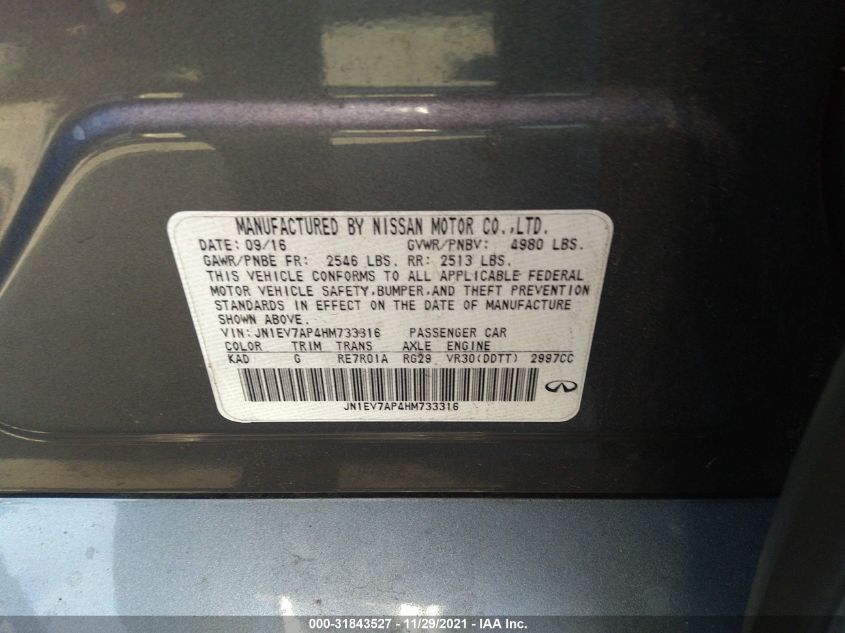 MANUFACTURED BY NISSAN MOTOR CO.,LTD.
DATE: 09/16 GVWR/PNBV: 4980 LBS.
GAWR/PNBE FR: 2546 LBS. RR: 2513 LBS.
THIS VEHICLE CONFORMS TO ALL APPLICABLE FEDERAL
MOTOR VEHICLE SAFETY,BUMPER,AND THEFT PREVENTION
STANDARDS IN EFFECT ON THE DATE OF MANUFACTURE
SHOWN ABOVE.
VIN: JN1EV7AP4HM733316 PASSENGER CAR
COLOR TRIM TRANS AXLE ENGINE
KAD G RE7R01A RG29 VR30(DDTT) 2997CC
JN1EV7AP4HM733316
000-31843527 - 11/29/2021 - IAA Inc.